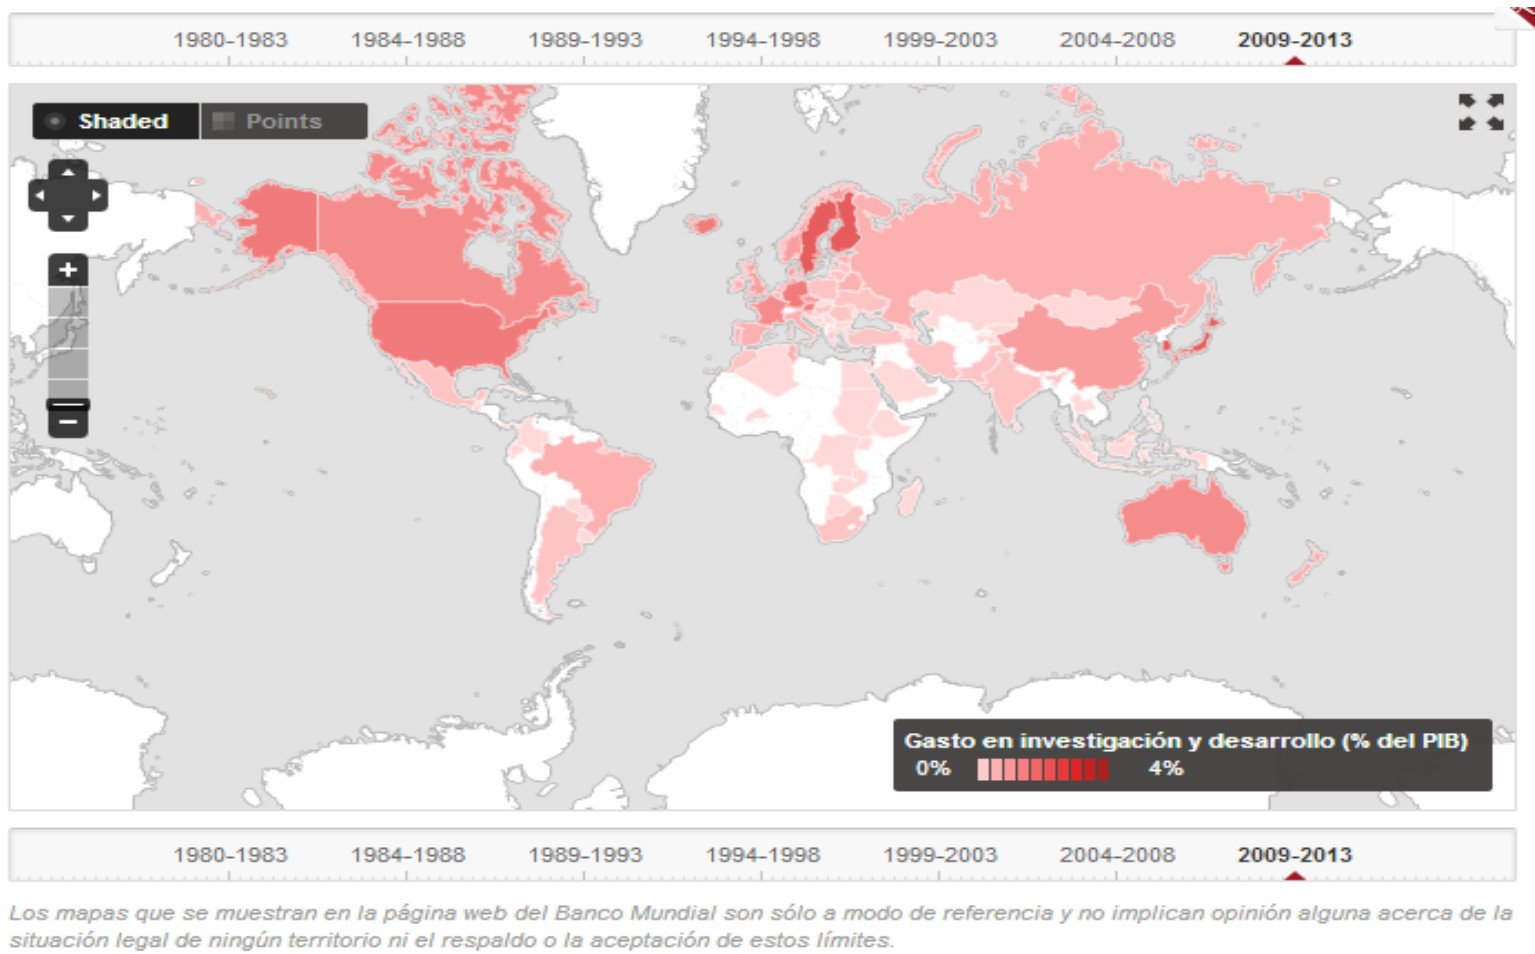 1980-1983 1984-1988 1989-1993 1994-1998 1999-2003 2004-2008 2009-2013
Shaded Points
+
−
Gasto en investigación y desarrollo (% del PIB)
0% 4%
1980-1983 1984-1988 1989-1993 1994-1998 1999-2003 2004-2008 2009-2013
Los mapas que se muestran en la página web del Banco Mundial son sólo a modo de referencia y no implican opinión alguna acerca de la
situación legal de ningún territorio ni el respaldo o la aceptación de estos límites.